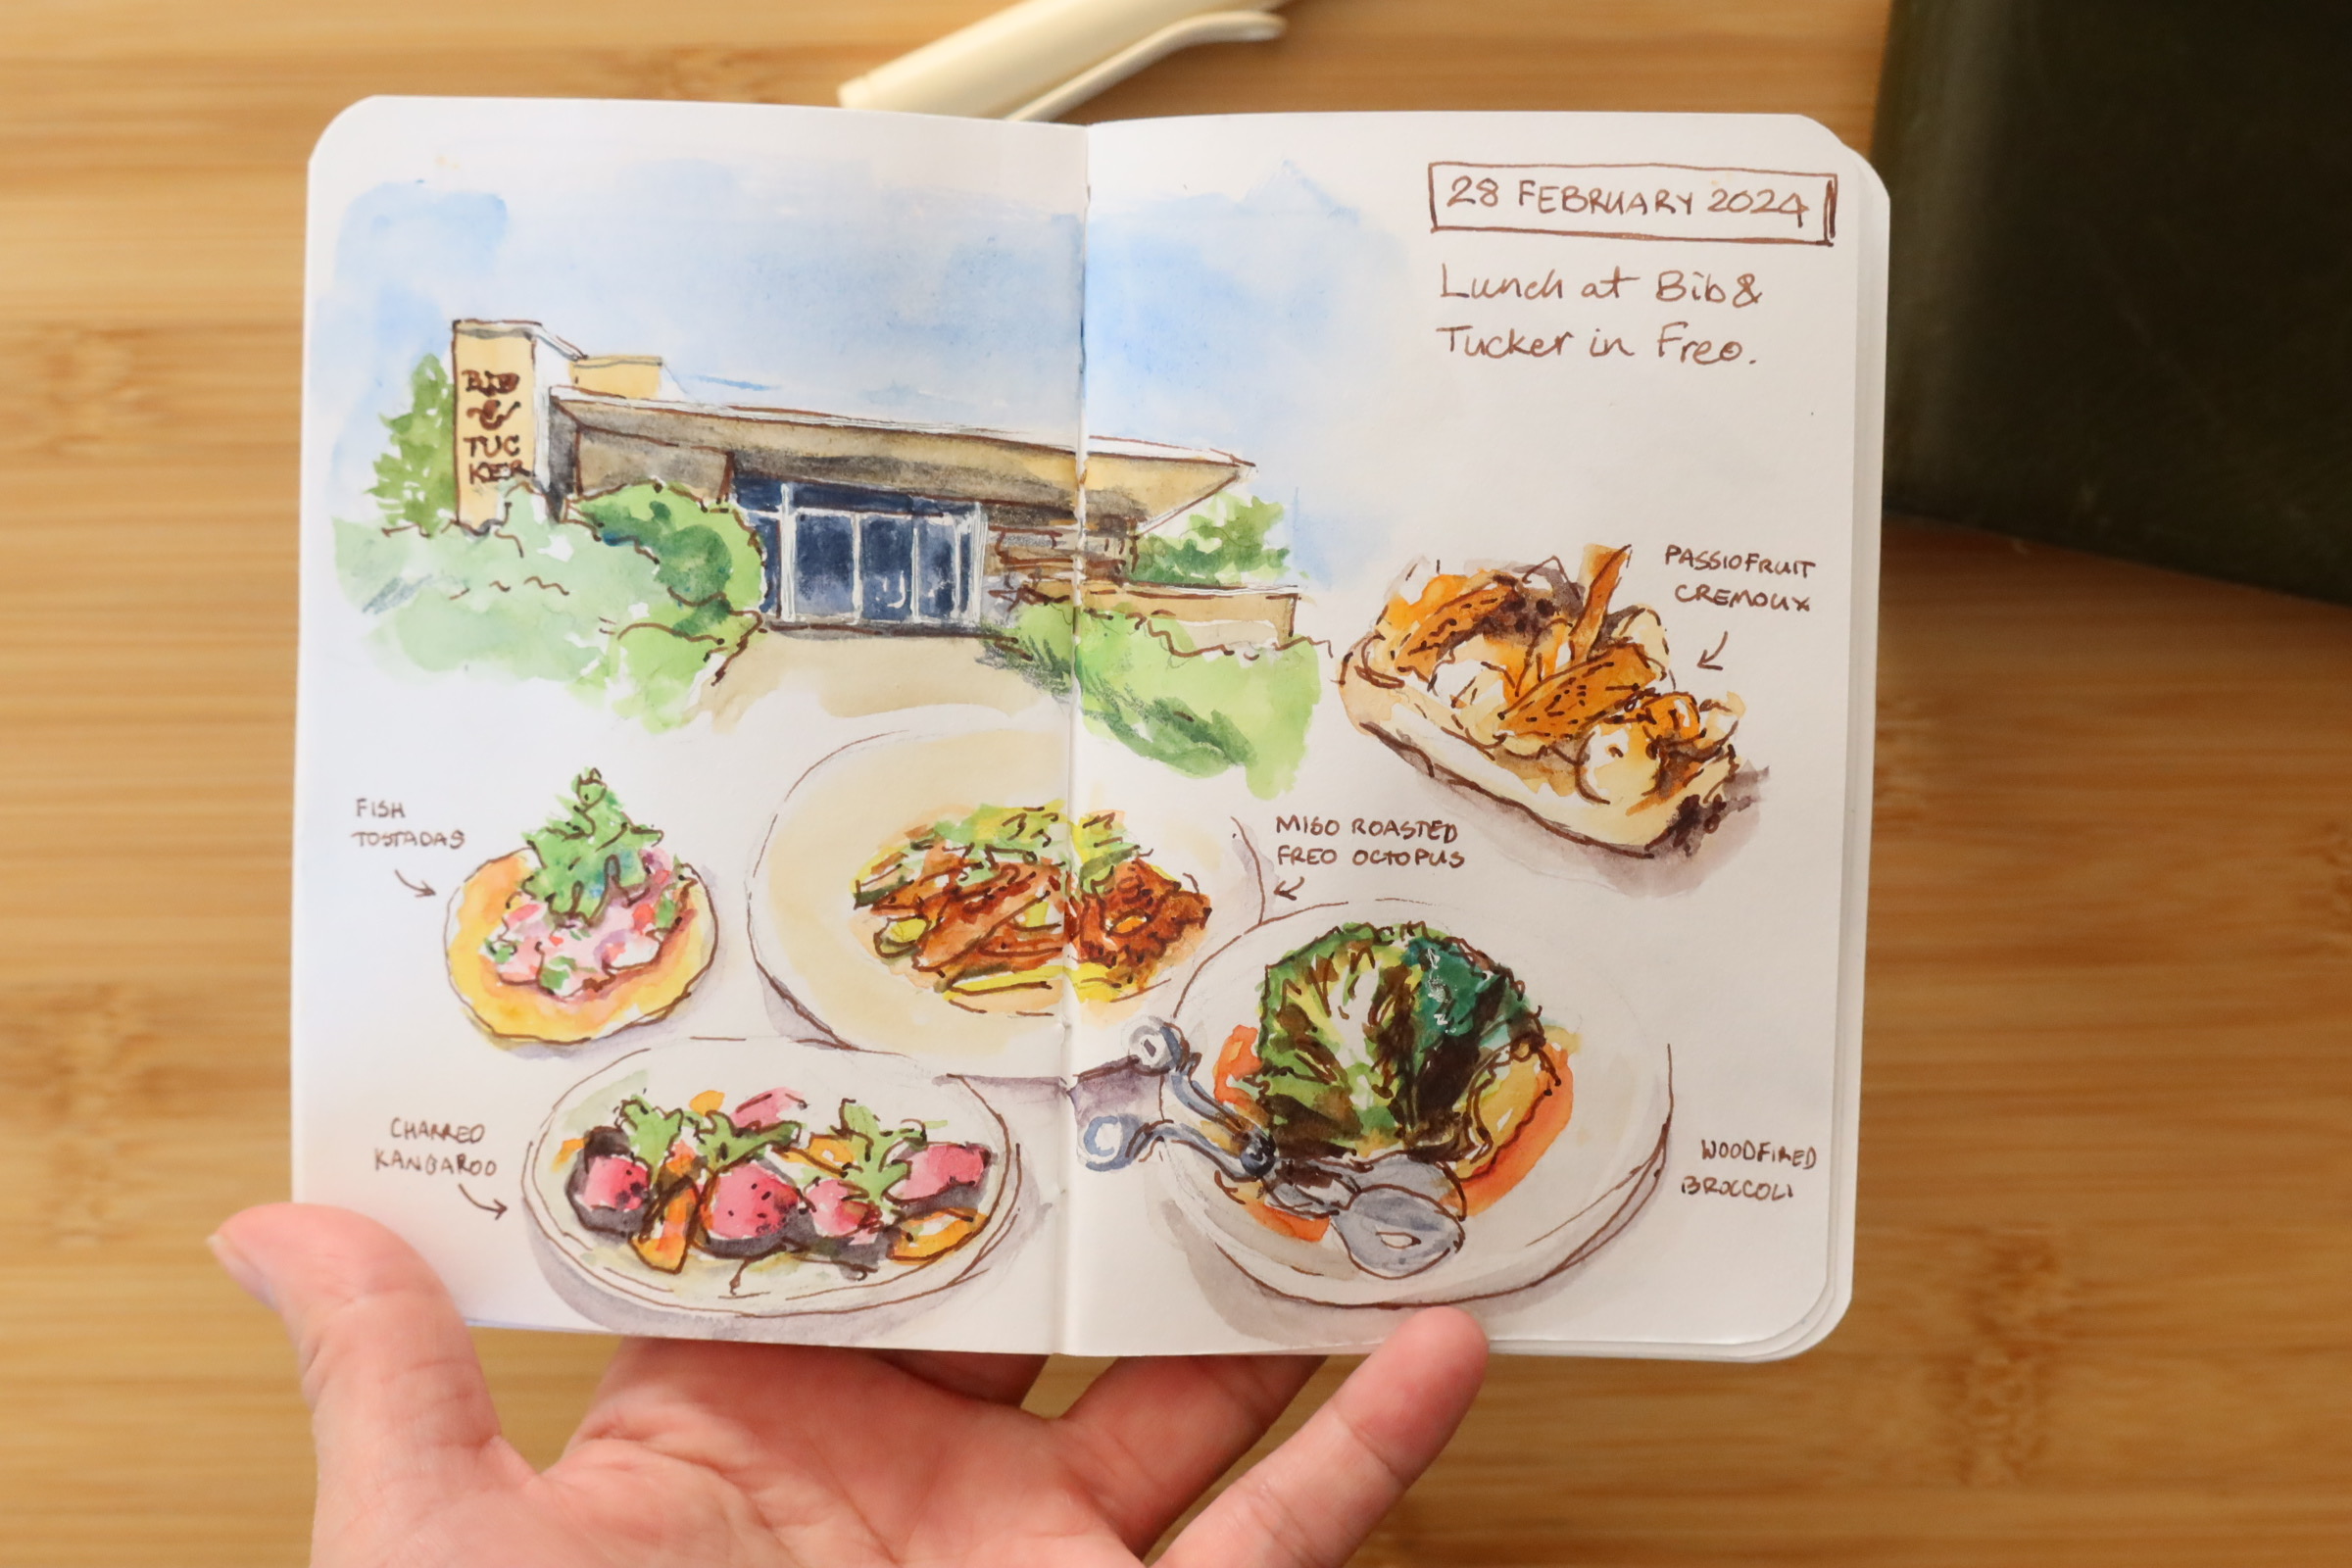 28 FEBRUARY 2024
Lunch at Bib &
Tucker in Freo.
BIB
&
TUC
KER
PASSIOFRUIT
CREMOUX
FISH
TOSTADAS
MISO ROASTED
FREO OCTOPUS
CHARRED
KANGAROO
WOODFIRED
BROCCOLI